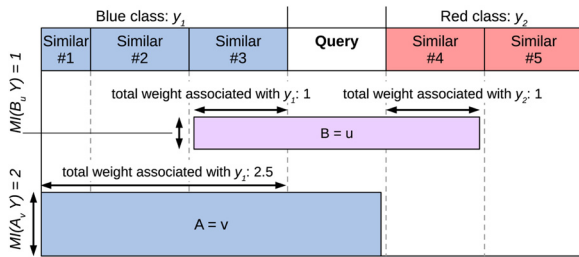 Blue class: y1
Red class: y2
Similar #1
Similar #2
Similar #3
Query
Similar #4
Similar #5
MI(Bu Y) = 1
total weight associated with y1: 1
total weight associated with y2: 1
B = u
MI(Av Y) = 2
total weight associated with y1: 2.5
A = v